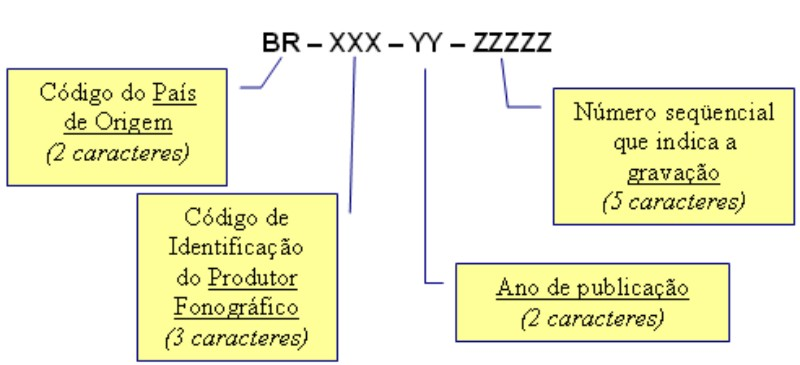 BR – XXX – YY – ZZZZZ
Código do País
de Origem
(2 caracteres)
Número seqüencial
que indica a
gravação
(5 caracteres)
Código de
Identificação
do Produtor
Fonográfico
(3 caracteres)
Ano de publicação
(2 caracteres)